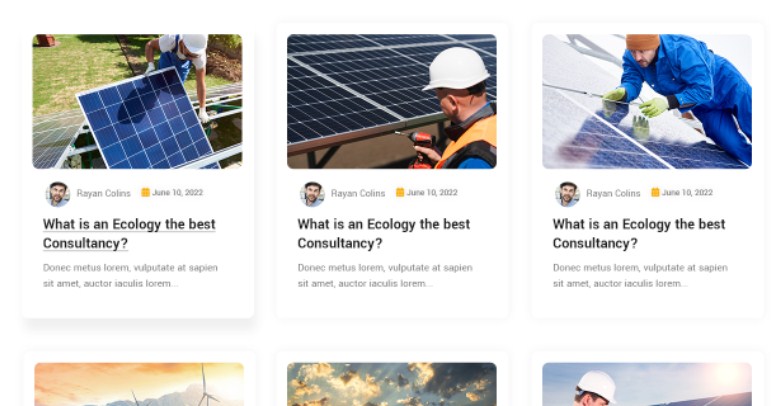 Rayan Colins June 10, 2022
What is an Ecology the best
Consultancy?
Donec metus lorem, vulputate at sapien
sit amet, auctor iaculis lorem...
Rayan Colins June 10, 2022
What is an Ecology the best
Consultancy?
Donec metus lorem, vulputate at sapien
sit amet, auctor iaculis lorem...
Rayan Colins June 10, 2022
What is an Ecology the best
Consultancy?
Donec metus lorem, vulputate at sapien
sit amet, auctor iaculis lorem...